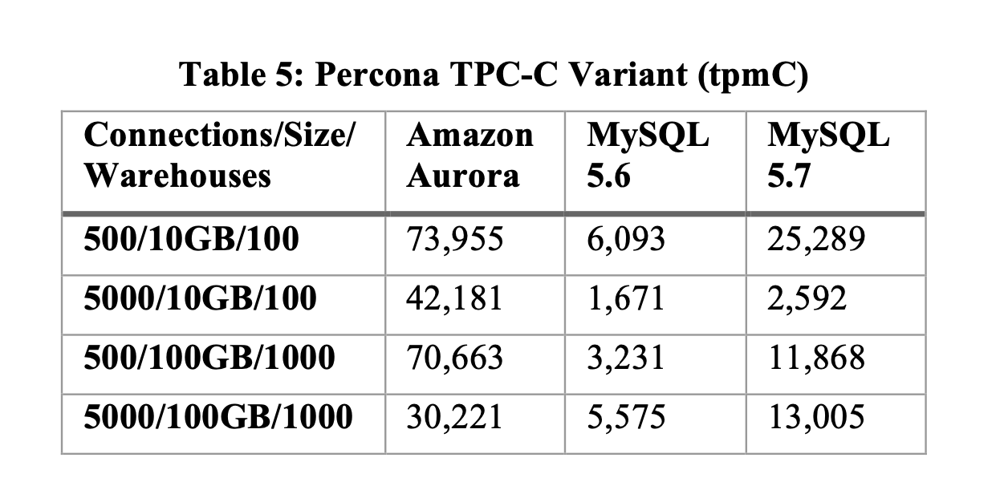 Table 5: Percona TPC-C Variant (tpmC)
Connections/Size/ Amazon MySQL MySQL
Warehouses Aurora 5.6 5.7
500/10GB/100 73,955 6,093 25,289
5000/10GB/100 42,181 1,671 2,592
500/100GB/1000 70,663 3,231 11,868
5000/100GB/1000 30,221 5,575 13,005